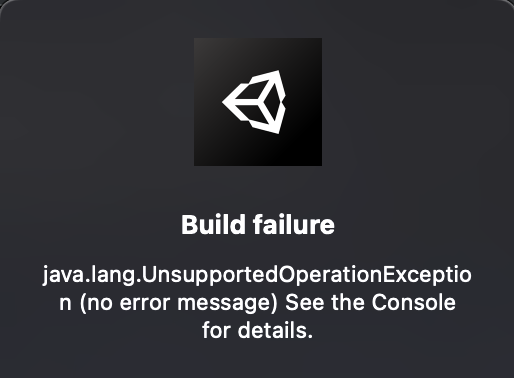 Build failure
java.lang.UnsupportedOperationExceptio
n (no error message) See the Console
for details.